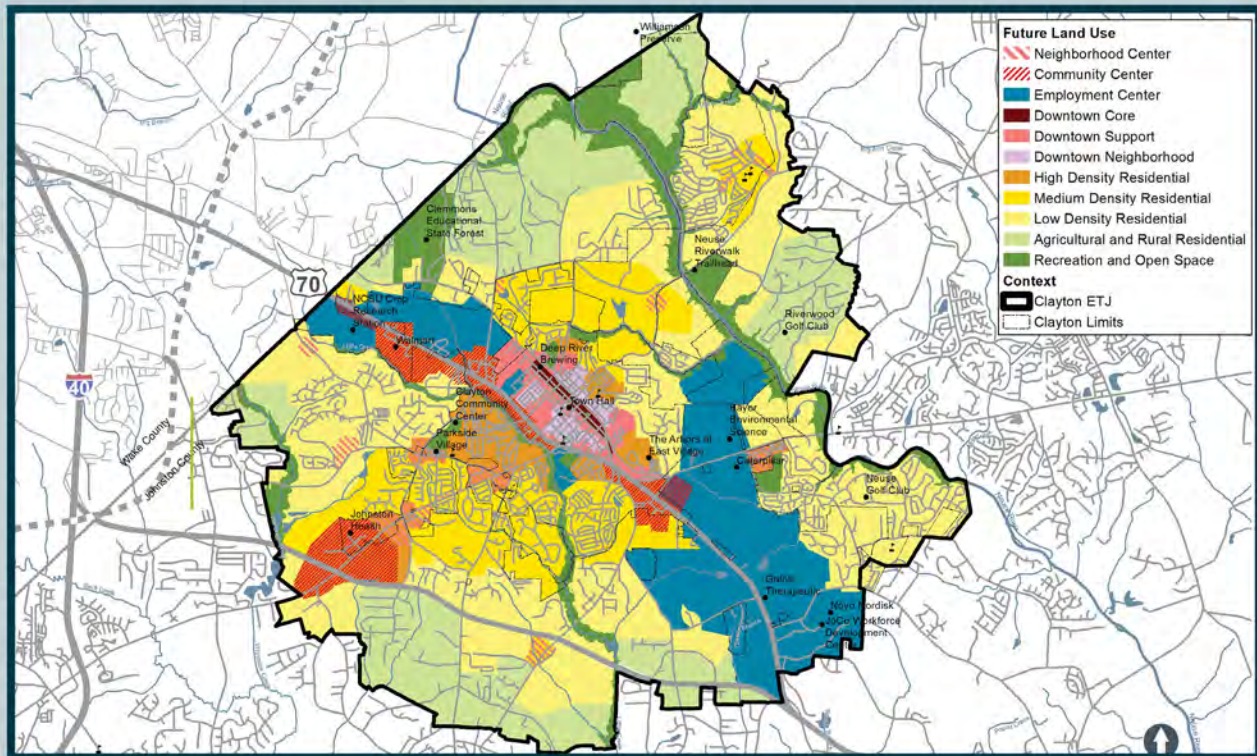 Williamson
Preserve
Future Land Use
Neighborhood Center
Community Center
Employment Center
Downtown Core
Downtown Support
Downtown Neighborhood
High Density Residential
Medium Density Residential
Low Density Residential
Agricultural and Rural Residential
Recreation and Open Space
Context
Clayton ETJ
Clayton Limits
Clemmons
Educational
State Forest
Neuse
Riverwalk
Trailhead
70
NCSU Crop
Research
Station
Walmart
Riverwood
Golf Club
Deep River
Brewing
40
Clayton
Community
Center
Town Hall
Parkside
Village
Bayer
Environmental
Science
The Arbors at
East Village
Caterpillar
Wake County
Johnston County
Neuse
Golf Club
Johnston
Health
Grifols
Therapeutic
Novo Nordisk
JoCo Workforce
Development